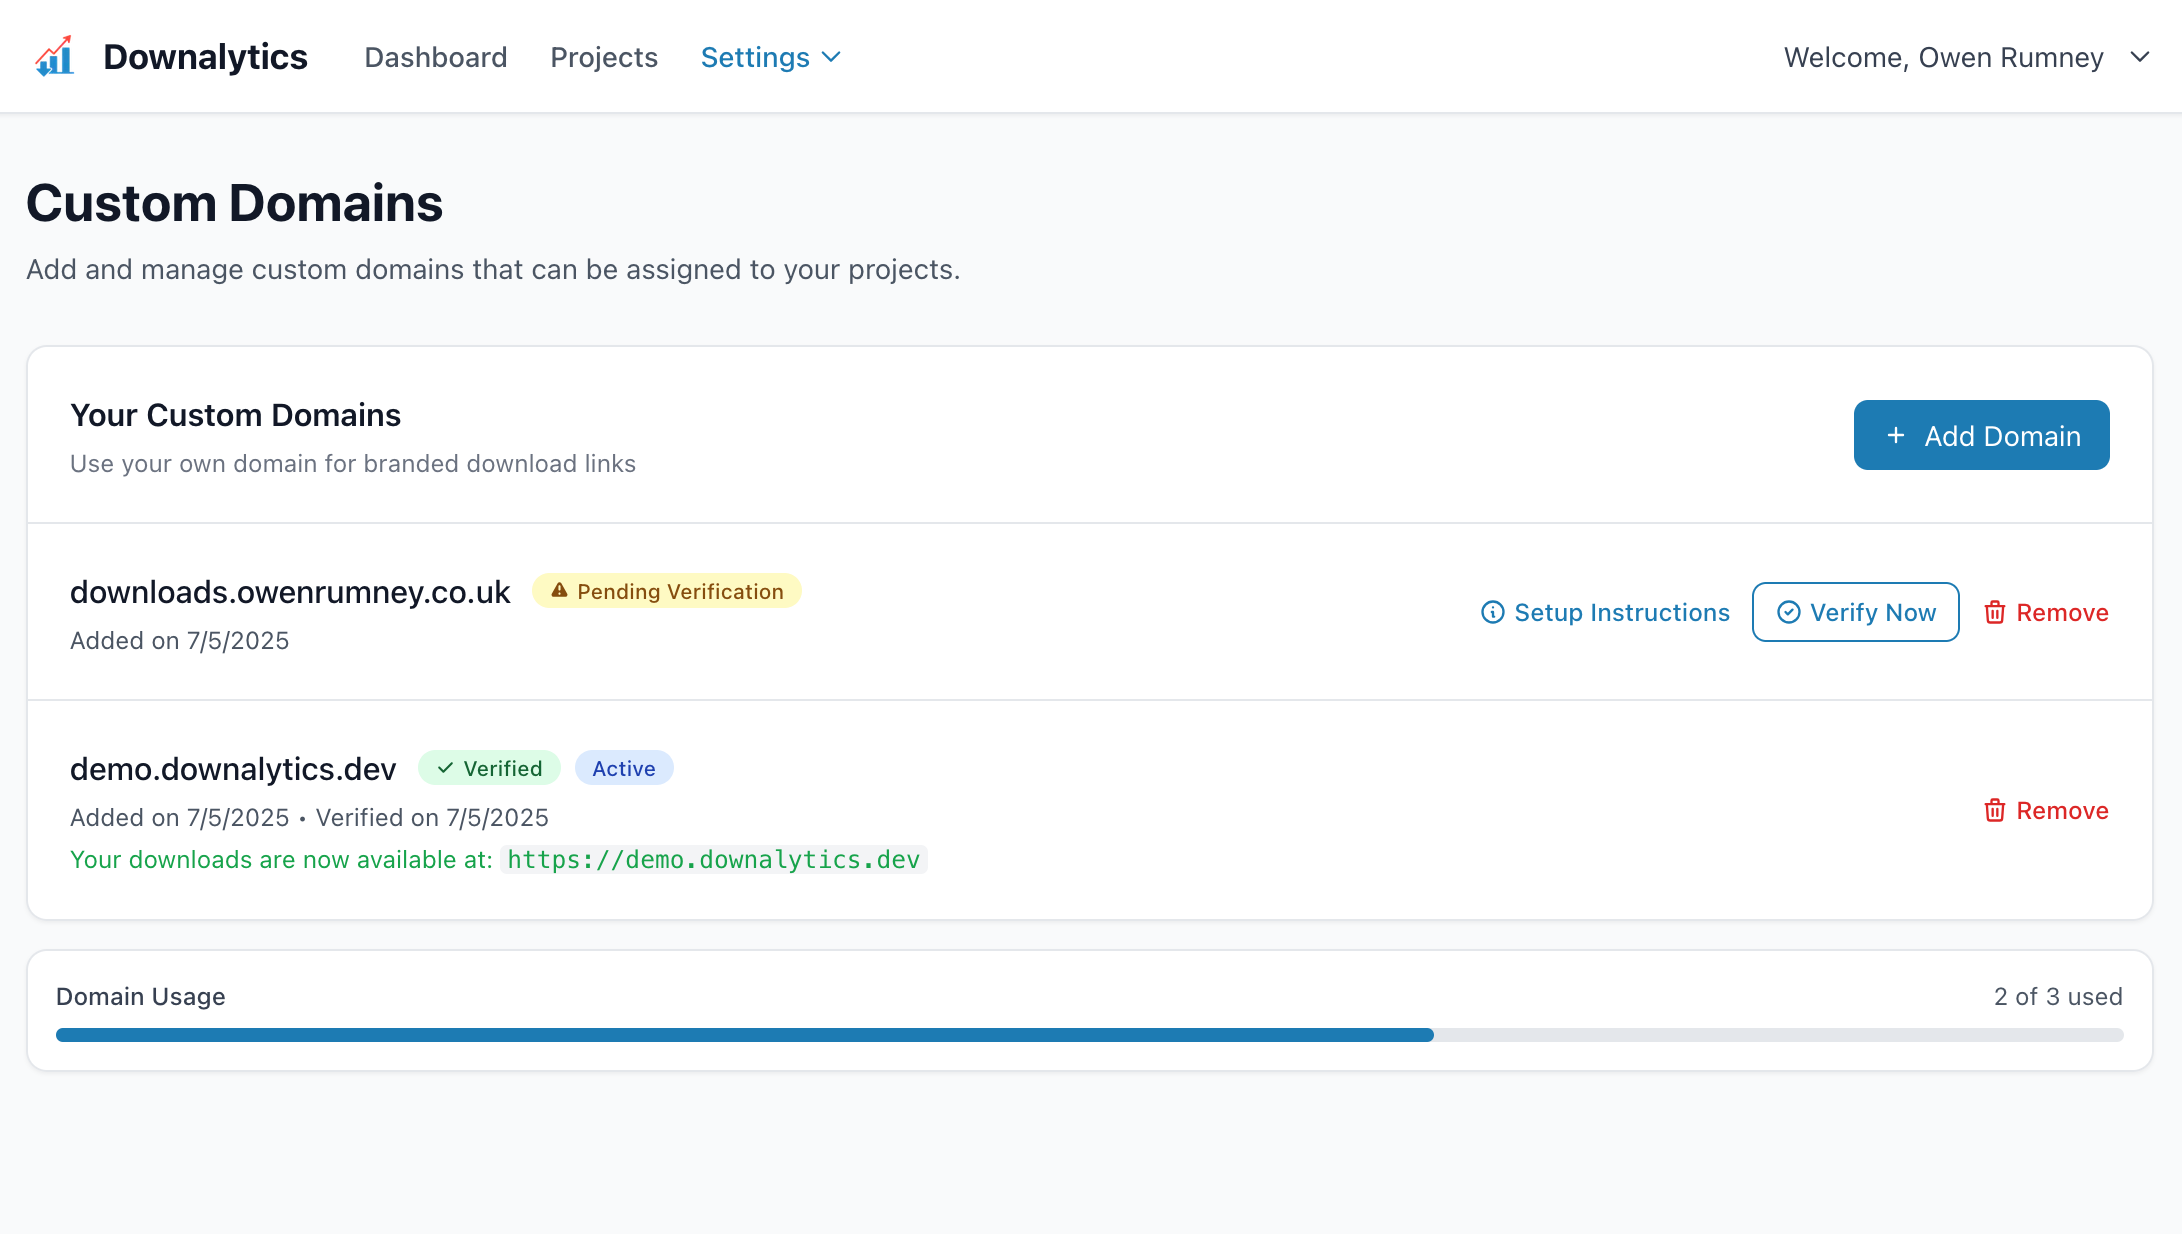 Downalytics Dashboard Projects Settings Welcome, Owen Rumney
Custom Domains
Add and manage custom domains that can be assigned to your projects.
Your Custom Domains
Use your own domain for branded download links
+ Add Domain
downloads.owenrumney.co.uk Pending Verification
Added on 7/5/2025
Setup Instructions Verify Now Remove
demo.downalytics.dev Verified Active
Added on 7/5/2025 • Verified on 7/5/2025
Your downloads are now available at: https://demo.downalytics.dev
Remove
Domain Usage 2 of 3 used